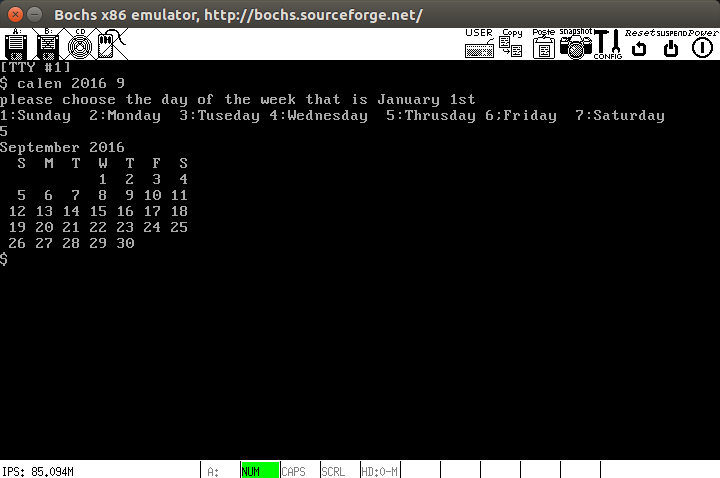 Bochs x86 emulator, http://bochs.sourceforge.net/
A: B: CD USER Copy Paste snapshot CONFIG Reset SUSPEND Power
[TTY #1]
$ calen 2016 9
please choose the day of the week that is January 1st
1:Sunday 2:Monday 3:Tuseday 4:Wednesday 5:Thrusday 6;Friday 7:Saturday
5
September 2016
S M T W T F S
1 2 3 4
5 6 7 8 9 10 11
12 13 14 15 16 17 18
19 20 21 22 23 24 25
26 27 28 29 30
$
IPS: 85.094M A: NUM CAPS SCRL HD:0-M